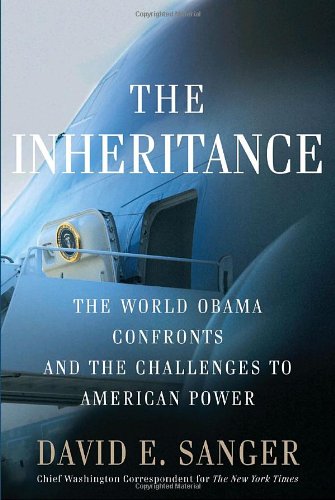 THE
INHERITANCE
THE WORLD OBAMA
CONFRONTS
AND THE CHALLENGES TO
AMERICAN POWER
DAVID E. SANGER
Chief Washington Correspondent for The New York Times